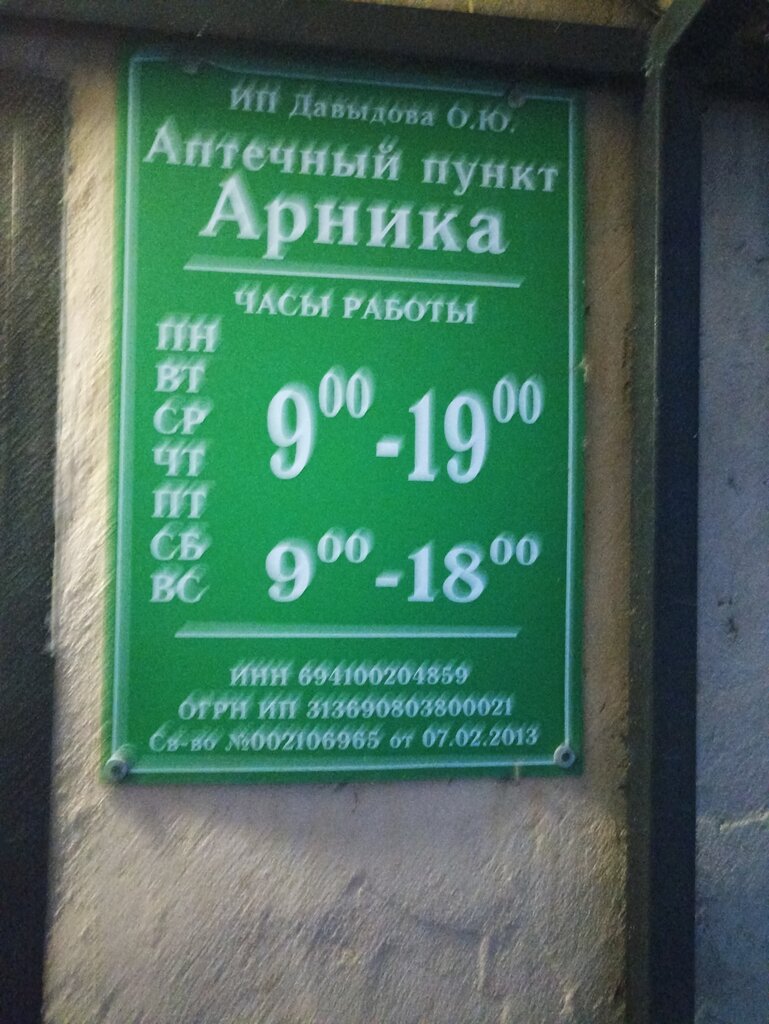 ИП Давыдова О.Ю.
Аптечный пункт
Арника
ЧАСЫ РАБОТЫ
ПН
ВТ
СР
ЧТ
ПТ
9⁰⁰-19⁰⁰
СБ
ВС
9⁰⁰-18⁰⁰
ИНН 694100204859
ОГРН ИП 313690803800021
Св-во №002106965 от 07.02.2013